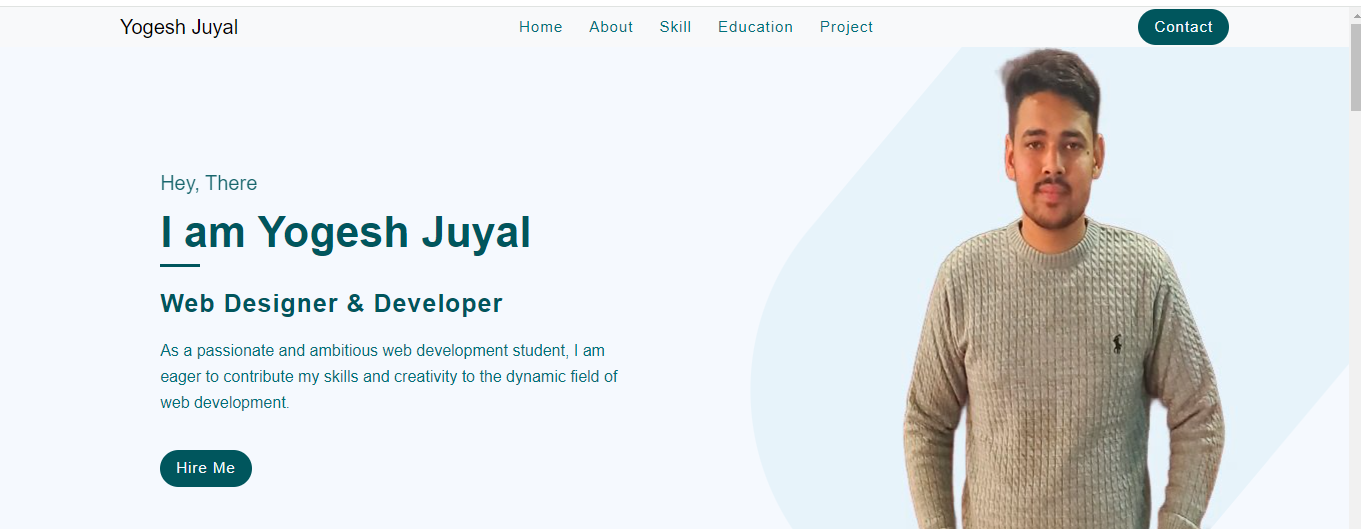 Yogesh Juyal
Home About Skill Education Project
Contact
Hey, There
I am Yogesh Juyal
Web Designer & Developer
As a passionate and ambitious web development student, I am
eager to contribute my skills and creativity to the dynamic field of
web development.
Hire Me